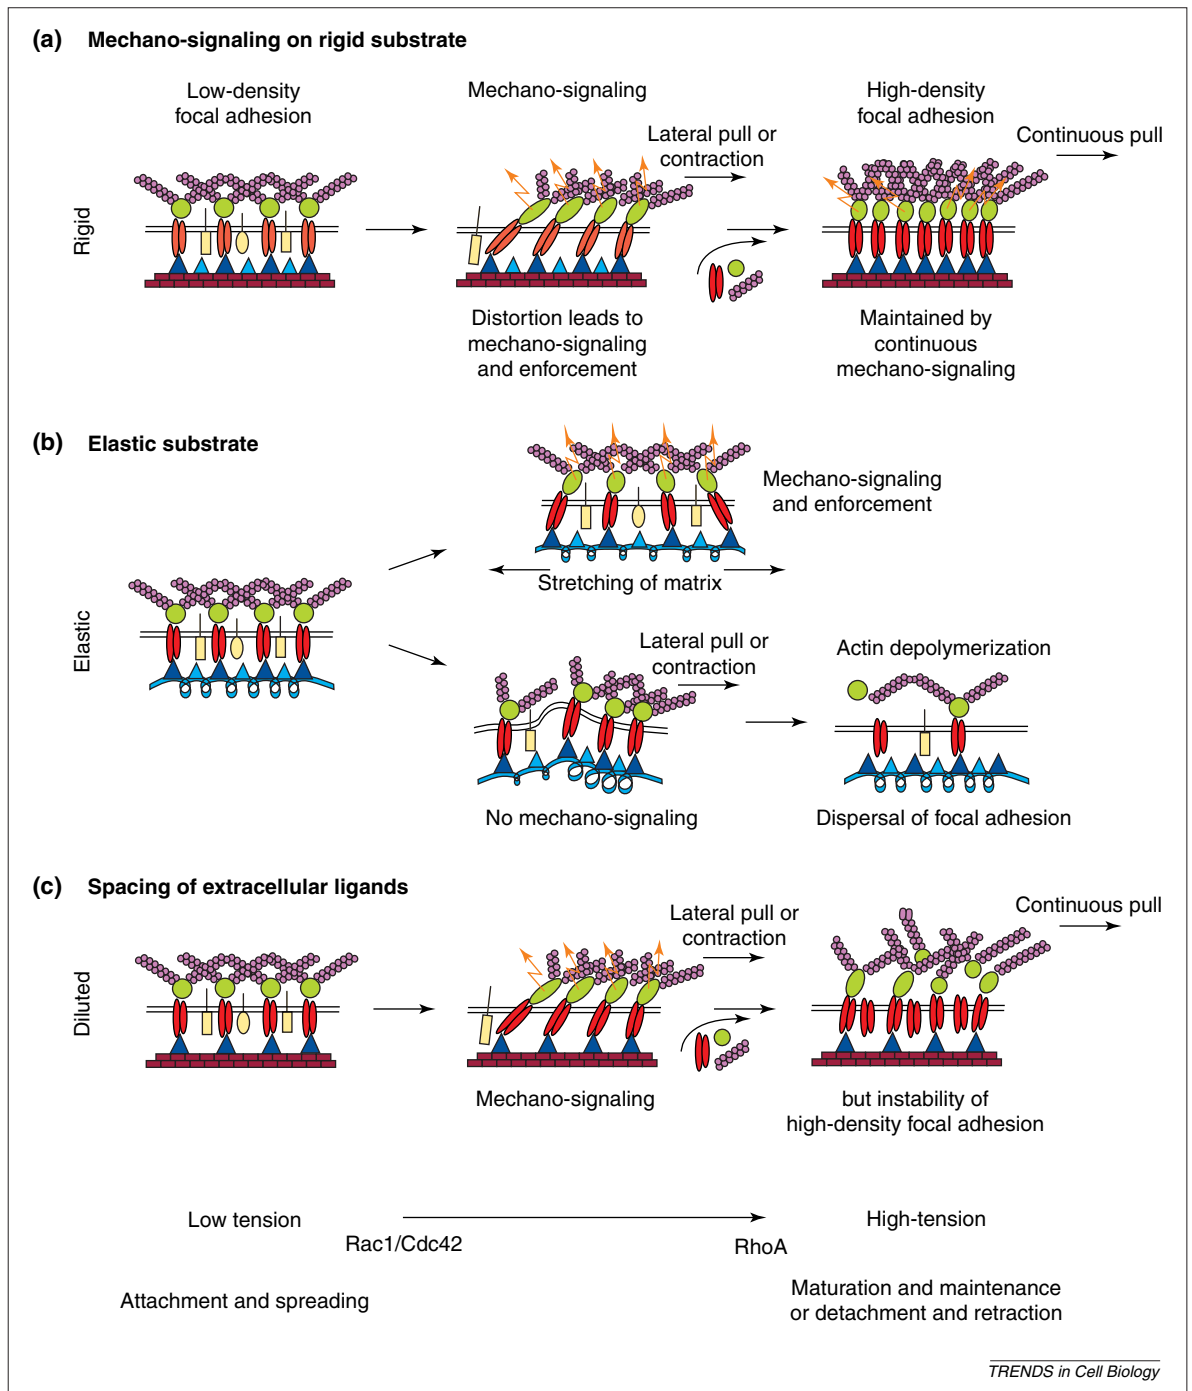 (a) Mechano-signaling on rigid substrate
Low-density
focal adhesion
Mechano-signaling
High-density
focal adhesion
Lateral pull or
contraction
Continuous pull
Rigid
Distortion leads to
mechano-signaling
and enforcement
Maintained by
continuous
mechano-signaling
(b) Elastic substrate
Mechano-signaling
and enforcement
Stretching of matrix
Elastic
Lateral pull or
contraction
Actin depolymerization
No mechano-signaling
Dispersal of focal adhesion
(c) Spacing of extracellular ligands
Lateral pull or
contraction
Continuous pull
Diluted
Mechano-signaling
but instability of
high-density focal adhesion
Low tension
High-tension
Rac1/Cdc42
RhoA
Attachment and spreading
Maturation and maintenance
or detachment and retraction
TRENDS in Cell Biology